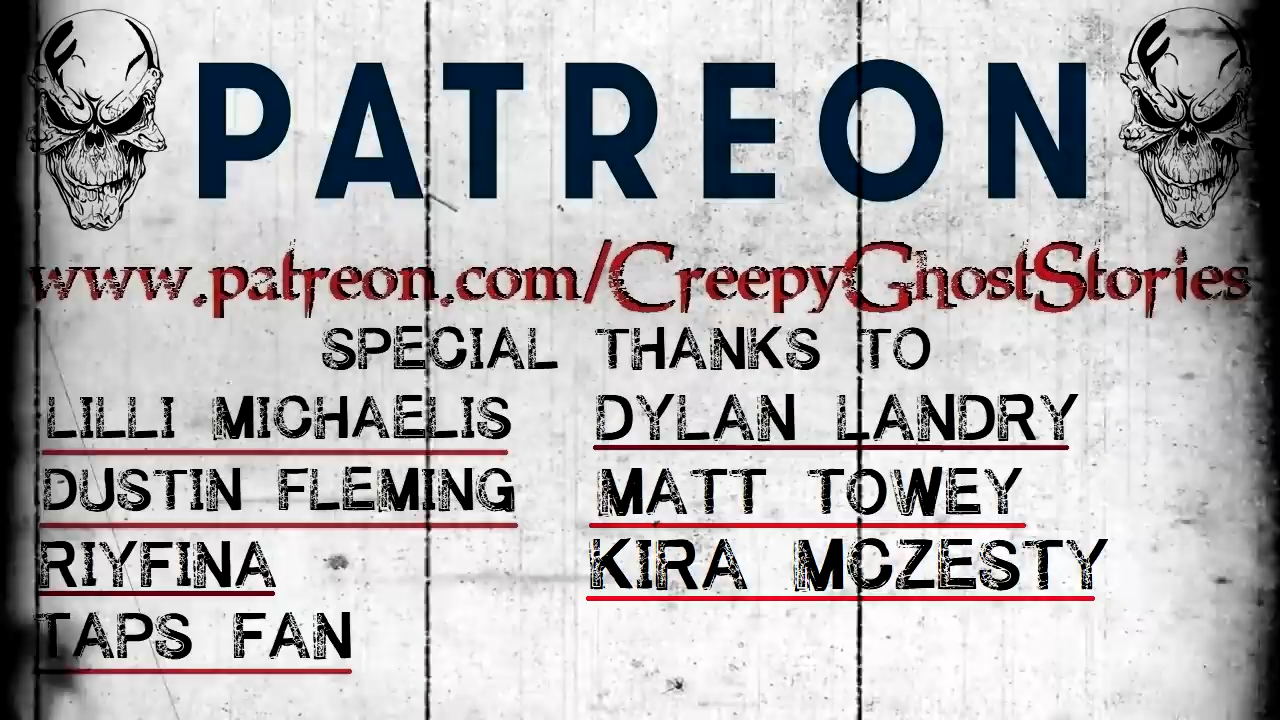 PATREON
www.patreon.com/CreepyGhostStories
SPECIAL THANKS TO
LILLI MICHAELIS
DYLAN LANDRY
DUSTIN FLEMING
MATT TOWEY
RIYFINA
KIRA MCZESTY
TAPS FAN